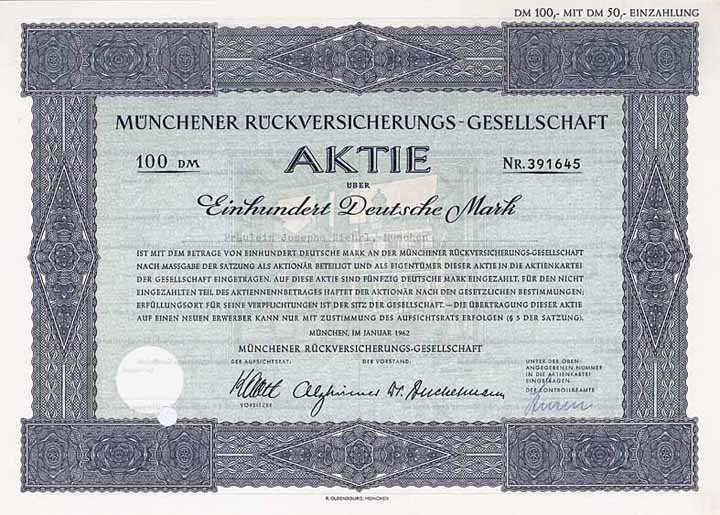 DM 100,- MIT DM 50,- EINZAHLUNG
MÜNCHENER RÜCKVERSICHERUNGS-GESELLSCHAFT
100 DM AKTIE NR. 391645
ÜBER
Einhundert Deutsche Mark
Fräulein Josepha München
IST MIT DEM BETRAGE VON EINHUNDERT DEUTSCHE MARK AN DER MÜNCHENER RÜCKVERSICHERUNGS-GESELLSCHAFT
NACH MASSGABE DER SATZUNG ALS AKTIONÄR BETEILIGT UND ALS EIGENTÜMER DIESER AKTIE IN DIE AKTIENKARTEI
DER GESELLSCHAFT EINGETRAGEN. AUF DIESE AKTIE SIND FÜNFZIG DEUTSCHE MARK EINGEZAHLT. FÜR DEN NICHT
EINGEZAHLTEN TEIL DES AKTIENNENNBETRAGES HAFTET DER AKTIONÄR NACH DEN GESETZLICHEN BESTIMMUNGEN;
ERFÜLLUNGSORT FÜR SEINE VERPFLICHTUNGEN IST DER SITZ DER GESELLSCHAFT. – DIE ÜBERTRAGUNG DIESER AKTIE
AUF EINEN NEUEN ERWERBER KANN NUR MIT ZUSTIMMUNG DES AUFSICHTSRATS ERFOLGEN (§ 5 DER SATZUNG).
MÜNCHEN, IM JANUAR 1962
MÜNCHENER RÜCKVERSICHERUNGS-GESELLSCHAFT
DER AUFSICHTSRAT: DER VORSTAND:
VORSITZER
UNTER DER OBEN
ANGEGEBENEN NUMMER
IN DIE AKTIENKARTEI
EINGETRAGEN.
DER KONTROLLBEAMTE
R. OLDENBOURG, MÜNCHEN